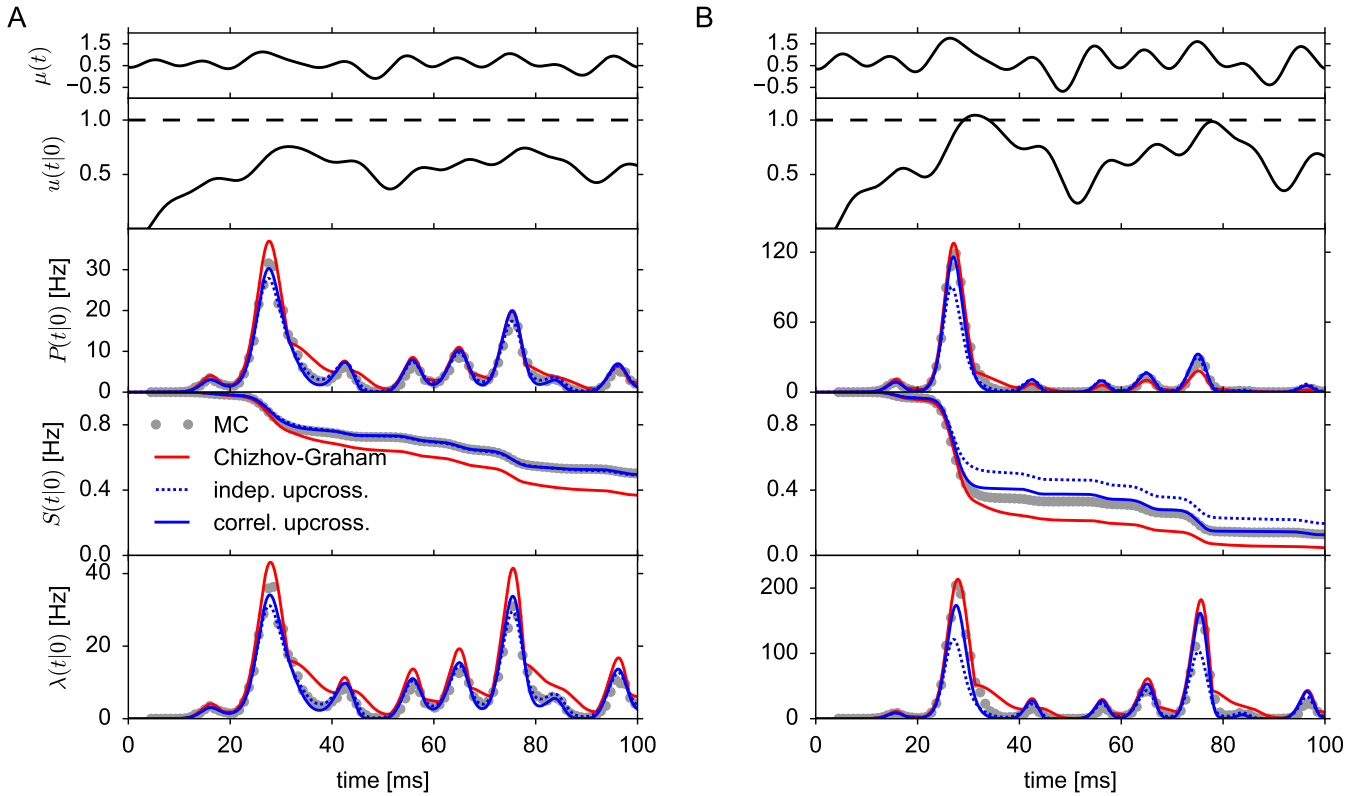 A
B
1.5
0.5
−0.5
μ(t)
1.5
0.5
−0.5
1.0
0.5
u(t|0)
1.0
0.5
30
20
10
0
P(t|0) [Hz]
120
60
0
0.8
0.4
0.0
S(t|0) [Hz]
MC
Chizhov-Graham
indep. upcross.
correl. upcross.
0.8
0.4
0.0
40
20
0
λ(t|0) [Hz]
200
100
0
0 20 40 60 80 100
time [ms]
0 20 40 60 80 100
time [ms]